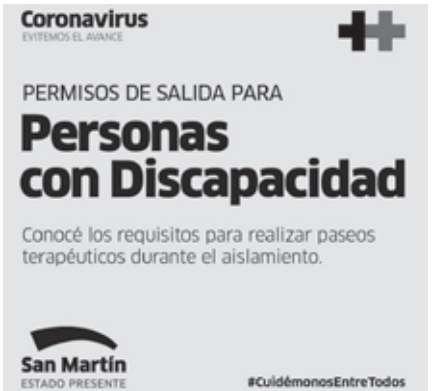 Coronavirus
EVITEMOS EL AVANCE
PERMISOS DE SALIDA PARA
Personas
con Discapacidad
Conocé los requisitos para realizar paseos
terapéuticos durante el aislamiento.
San Martín
ESTADO PRESENTE
#CuidémonosEntreTodos